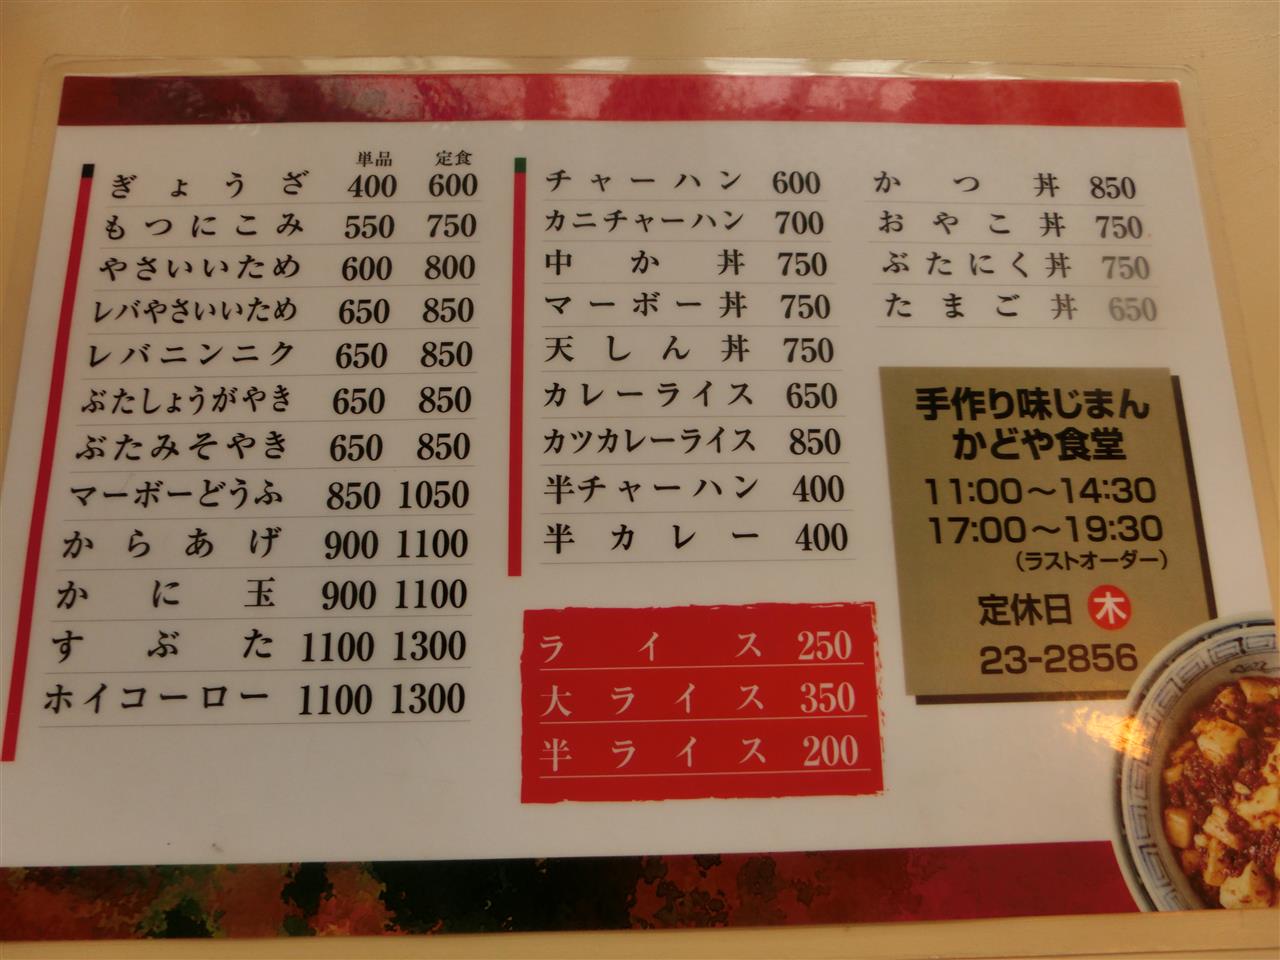 単品 定食
ぎょうざ 400 600
もつにこみ 550 750
やさいいため 600 800
レバやさいいため 650 850
レバニンニク 650 850
ぶたしょうがやき 650 850
ぶたみそやき 650 850
マーボーどうふ 850 1050
からあげ 900 1100
かに玉 900 1100
すぶた 1100 1300
ホイコーロー 1100 1300
チャーハン 600
カニチャーハン 700
中か丼 750
マーボー丼 750
天しん丼 750
カレーライス 650
カツカレーライス 850
半チャーハン 400
半カレー 400
ライス 250
大ライス 350
半ライス 200
かつ丼 850
おやこ丼 750
ぶたにく丼 750
たまご丼 650
手作り味じまん
かどや食堂
11:00～14:30
17:00～19:30
(ラストオーダー)
定休日 木
23-2856